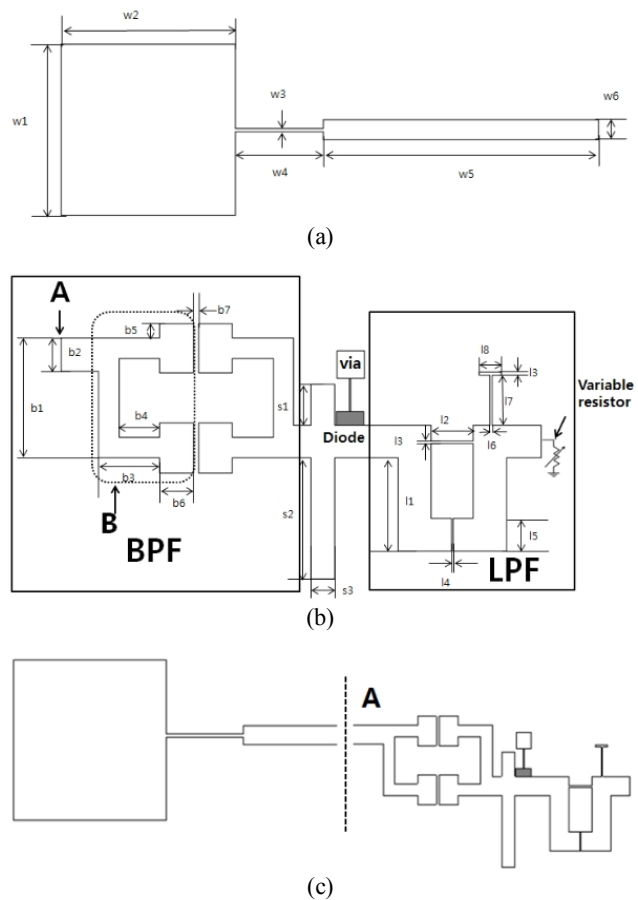 w2
w3
w6
w1
w4
w5
(a)
A
b7
b5
b2
b1
b4
b3
b6
B
BPF
via
Diode
s1
s2
s3
l8
l3
l7
l2
l3
l6
l1
l5
l4
LPF
Variable
resistor
(b)
A
(c)